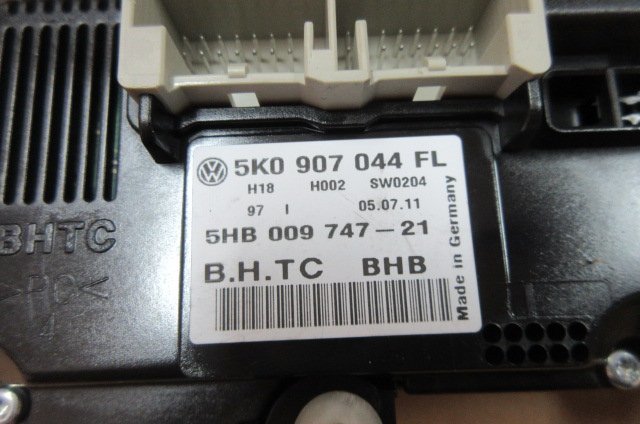 5K0 907 044 FL
H18 H002 SW0204
97 I 05.07.11
5HB 009 747-21
B.H.TC BHB
Made in Germany
BHTC
>PC<